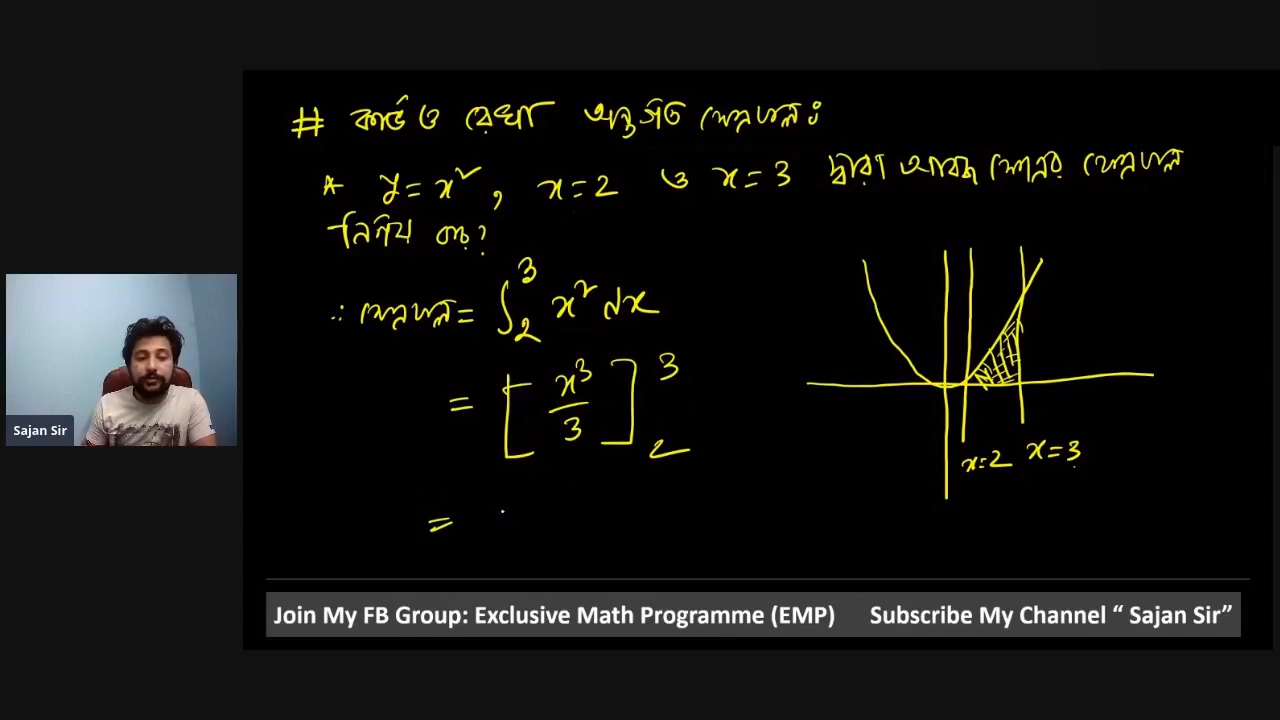 # কার্ভ ও রেখা অন্তর্গত ক্ষেত্রফল ঃ
* y = x², x = 2 ও x = 3 দ্বারা আবদ্ধ ক্ষেত্রের ক্ষেত্রফল
নির্ণয় কর?
∴ ক্ষেত্রফল = ∫₂³ x² dx
= [x³/3]₂³
=
x=2 x=3
Sajan Sir
Join My FB Group: Exclusive Math Programme (EMP) Subscribe My Channel “ Sajan Sir”